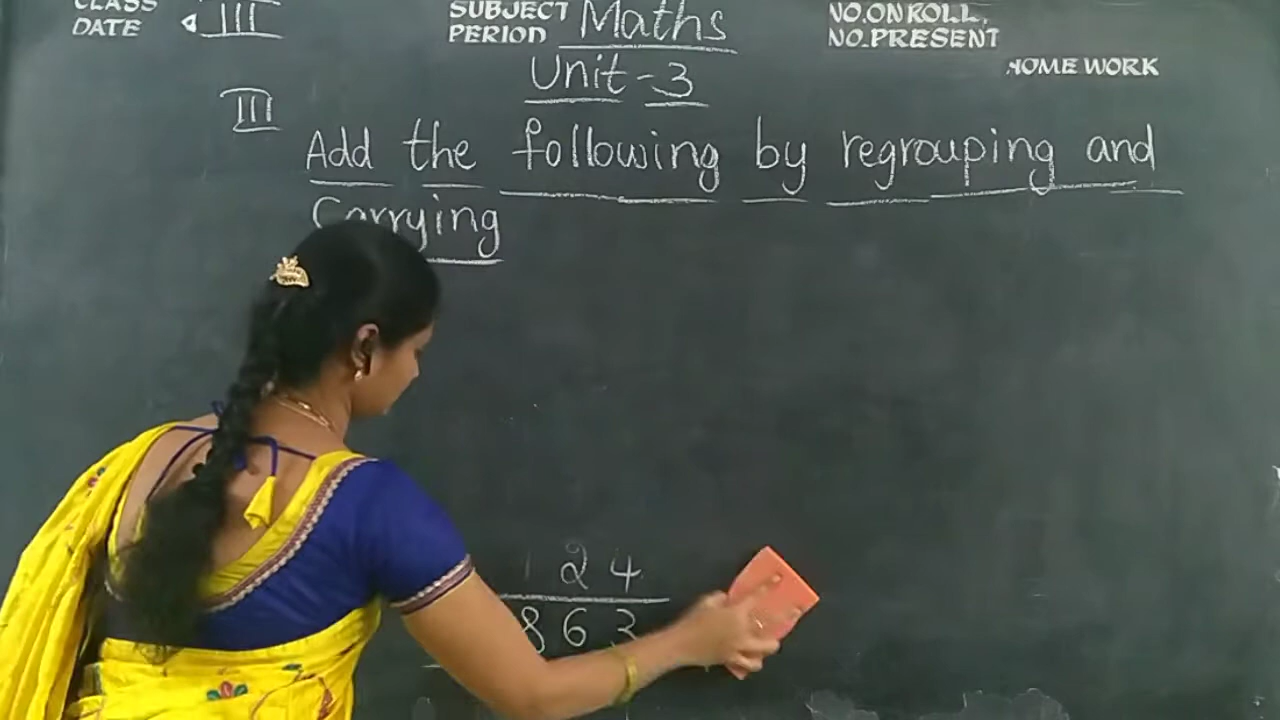 CLASS III SUBJECT Maths NO.ON ROLL.
DATE PERIOD NO.PRESENT
Unit-3 HOME WORK
III Add the following by regrouping and
Carrying
1 2 4
8 6 3